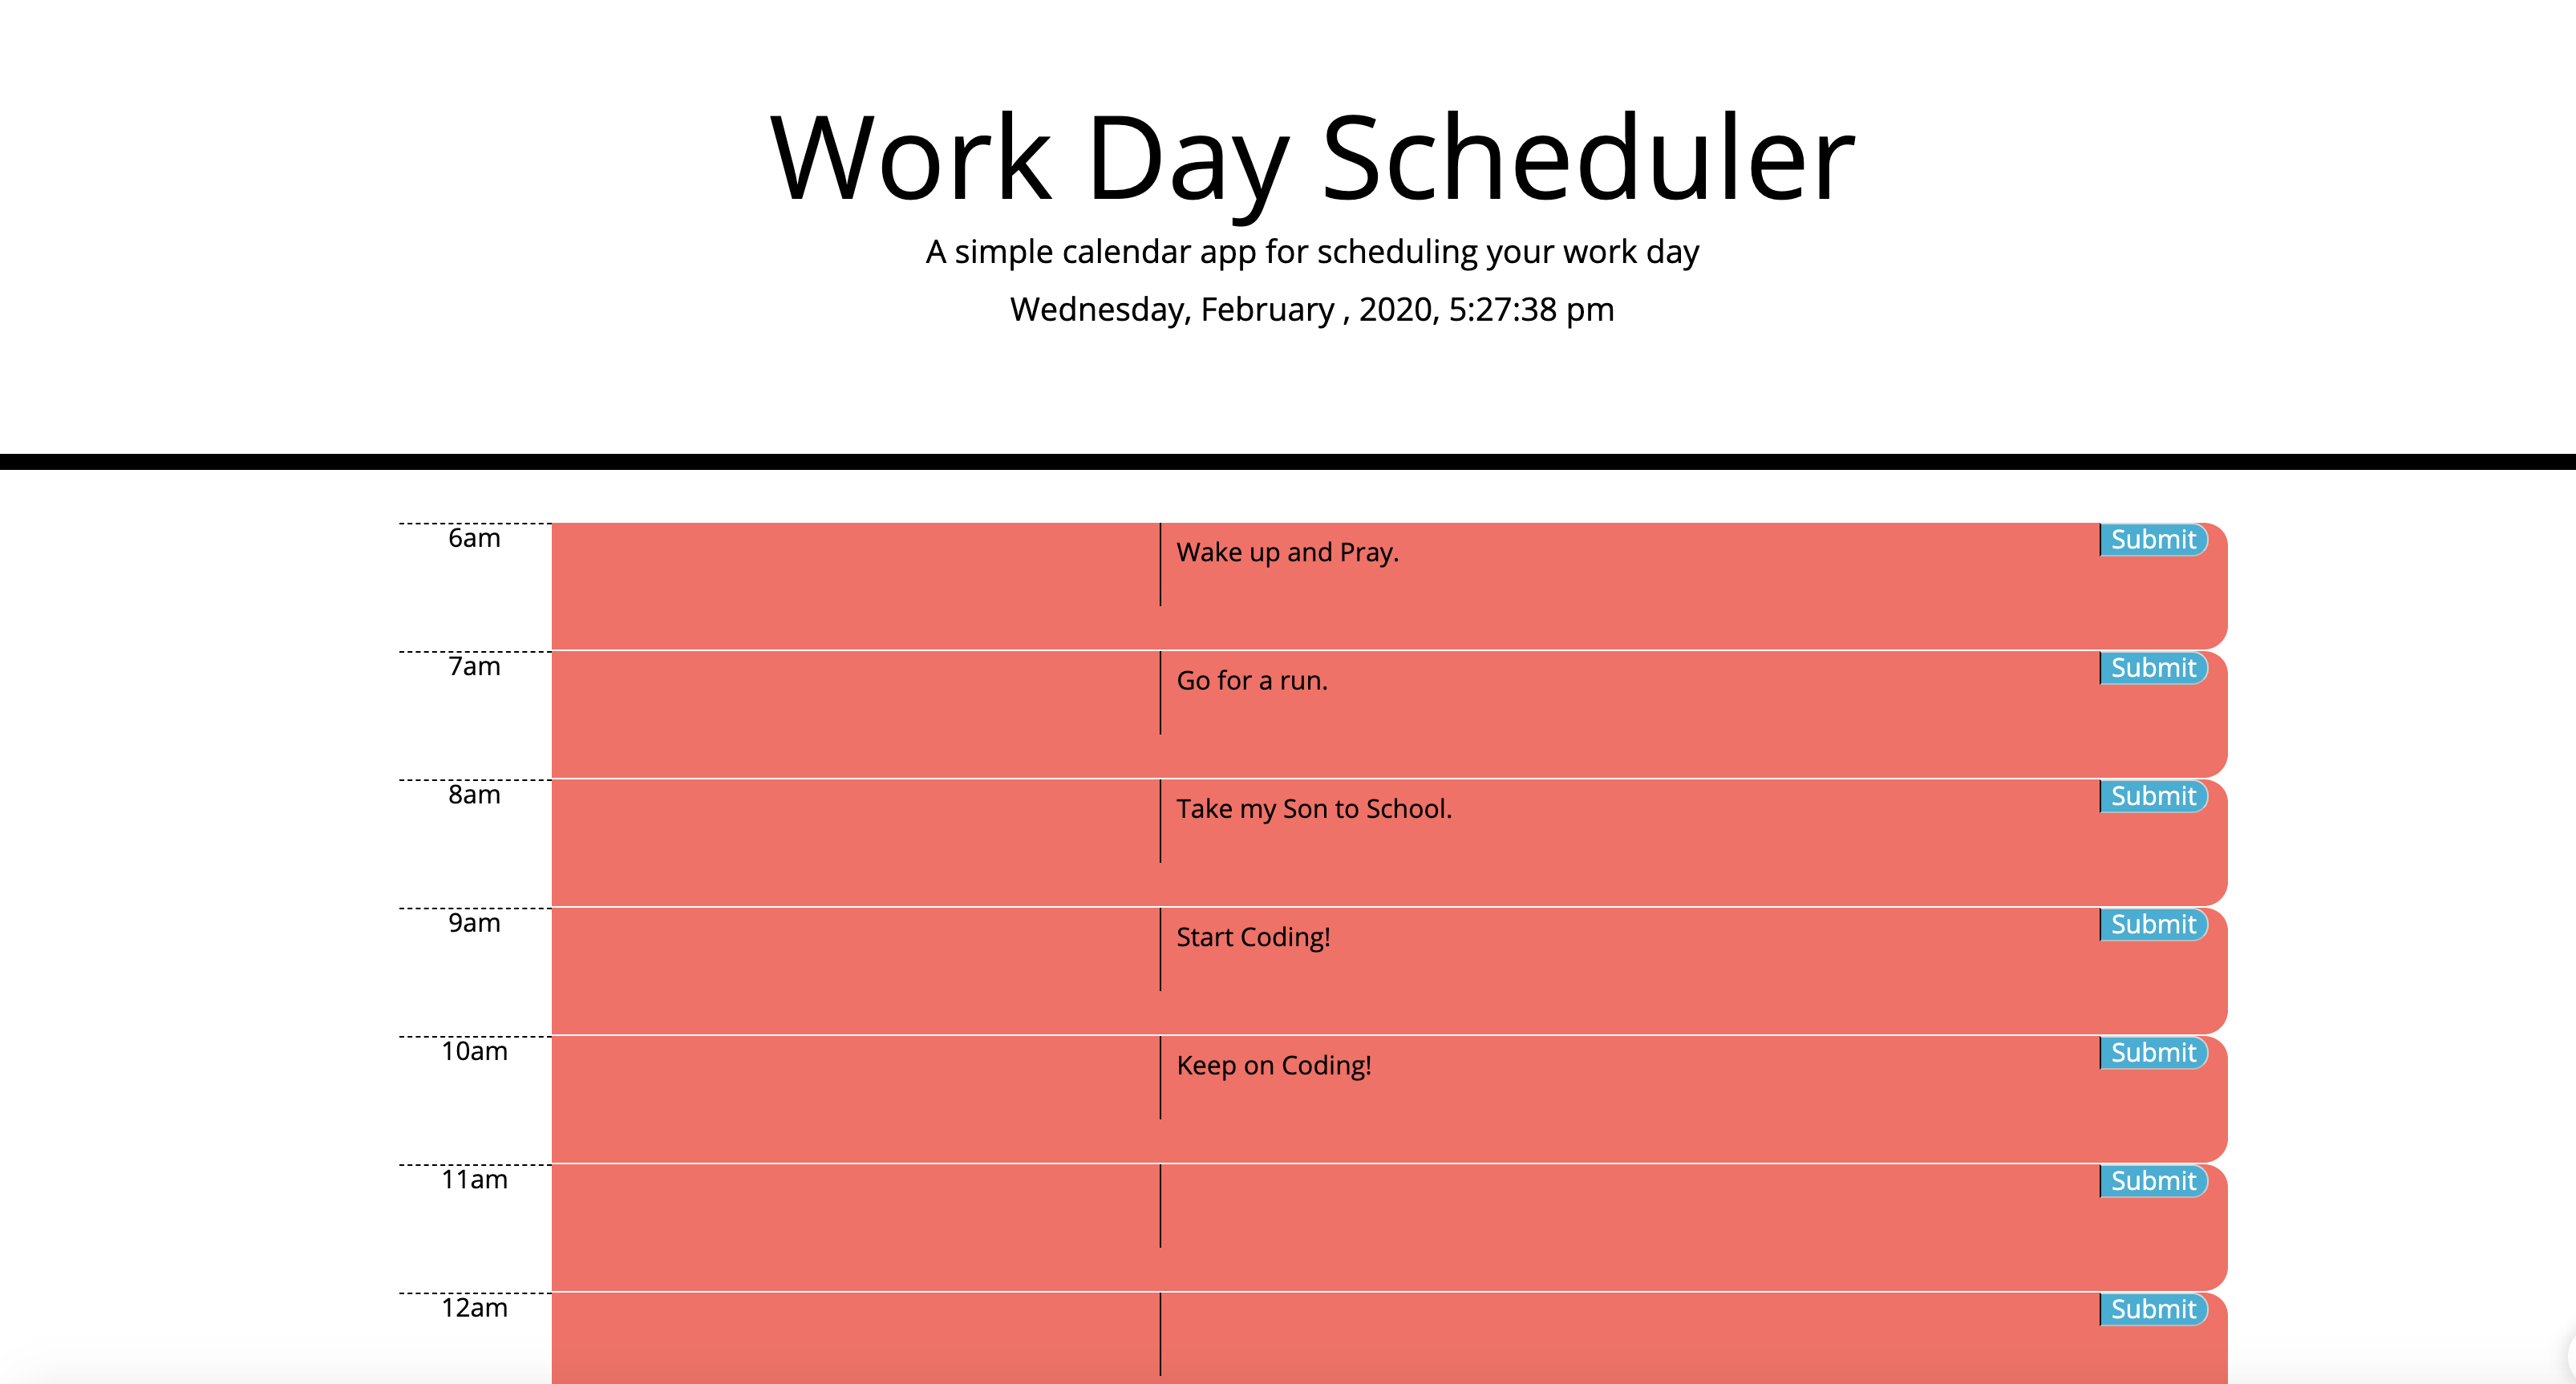 Work Day Scheduler
A simple calendar app for scheduling your work day
Wednesday, February , 2020, 5:27:38 pm
6am Wake up and Pray. Submit
7am Go for a run. Submit
8am Take my Son to School. Submit
9am Start Coding! Submit
10am Keep on Coding! Submit
11am Submit
12am Submit